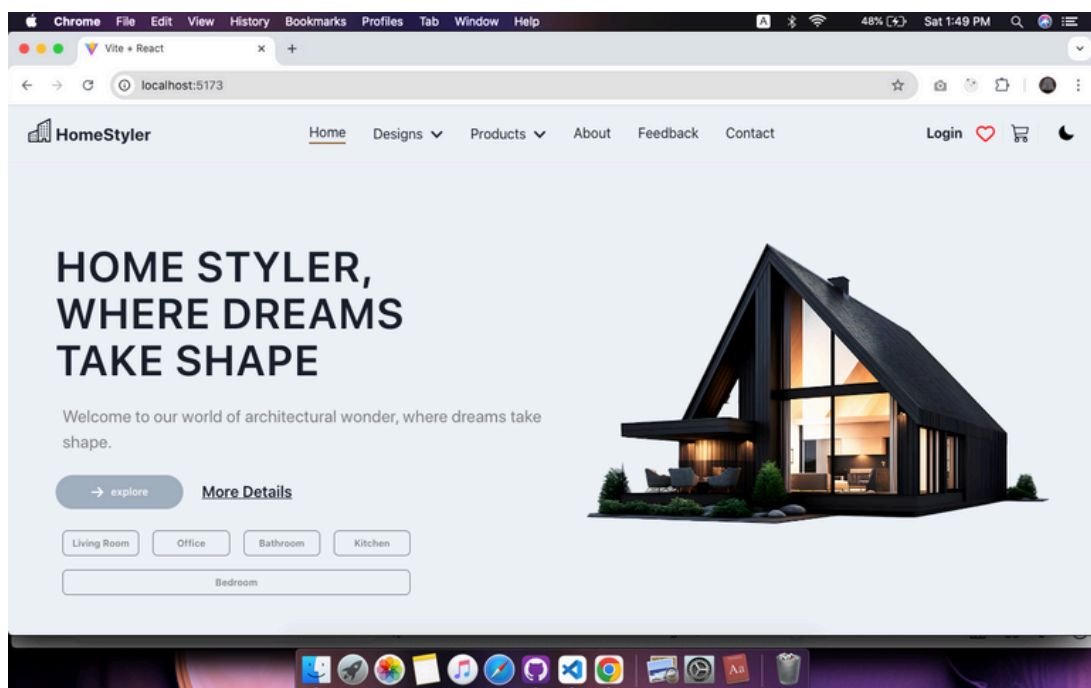 Chrome File Edit View History Bookmarks Profiles Tab Window Help A 48% Sat 1:49 PM
Vite + React
localhost:5173
HomeStyler Home Designs Products About Feedback Contact Login
HOME STYLER,
WHERE DREAMS
TAKE SHAPE
Welcome to our world of architectural wonder, where dreams take
shape.
explore More Details
Living Room Office Bathroom Kitchen
Bedroom
Aa